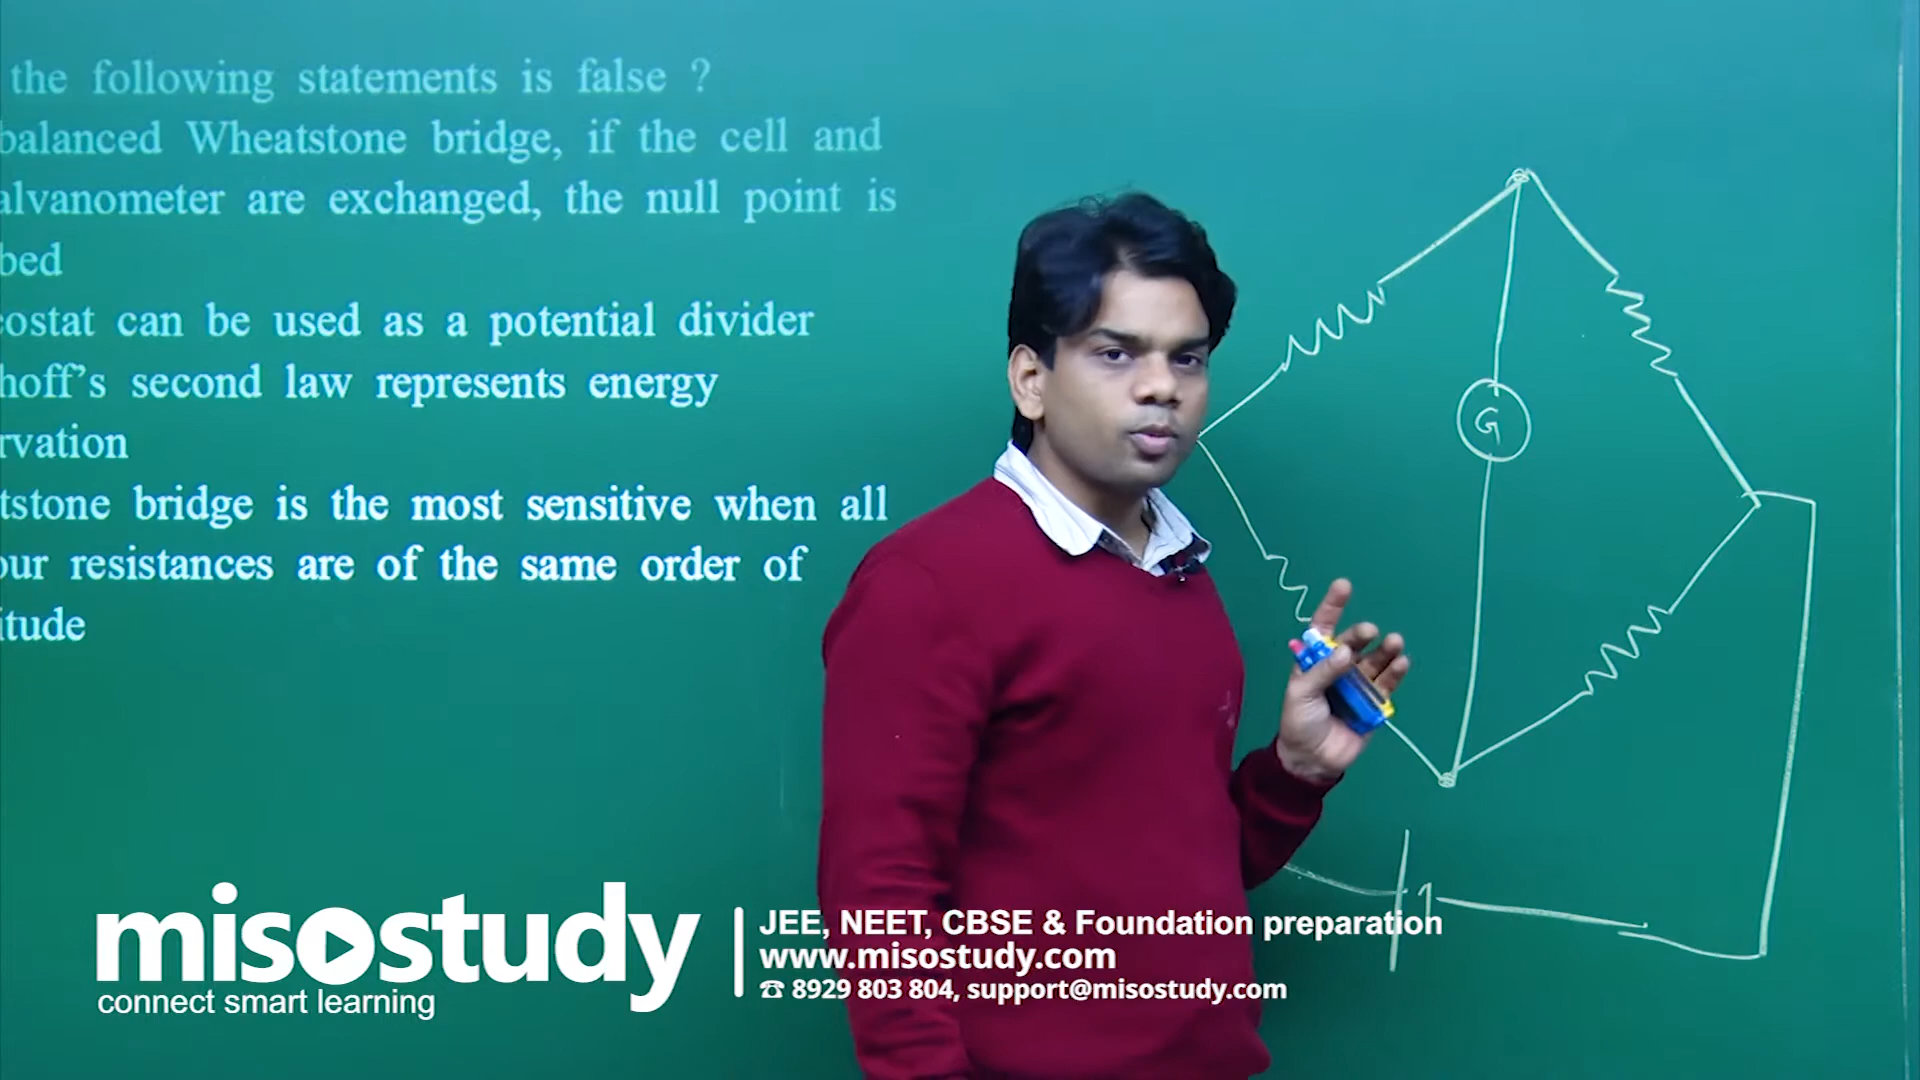 the following statements is false ?
balanced Wheatstone bridge, if the cell and
alvanometer are exchanged, the null point is
bed
eostat can be used as a potential divider
hoff's second law represents energy
rvation
tstone bridge is the most sensitive when all
our resistances are of the same order of
itude
G
misostudy
connect smart learning
JEE, NEET, CBSE & Foundation preparation
www.misostudy.com
☎ 8929 803 804, support@misostudy.com